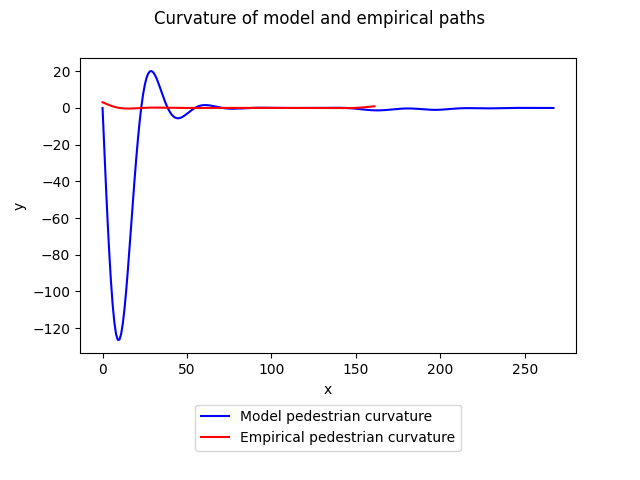 Curvature of model and empirical paths
20
0
−20
−40
−60
−80
−100
−120
y
0 50 100 150 200 250
x
Model pedestrian curvature
Empirical pedestrian curvature